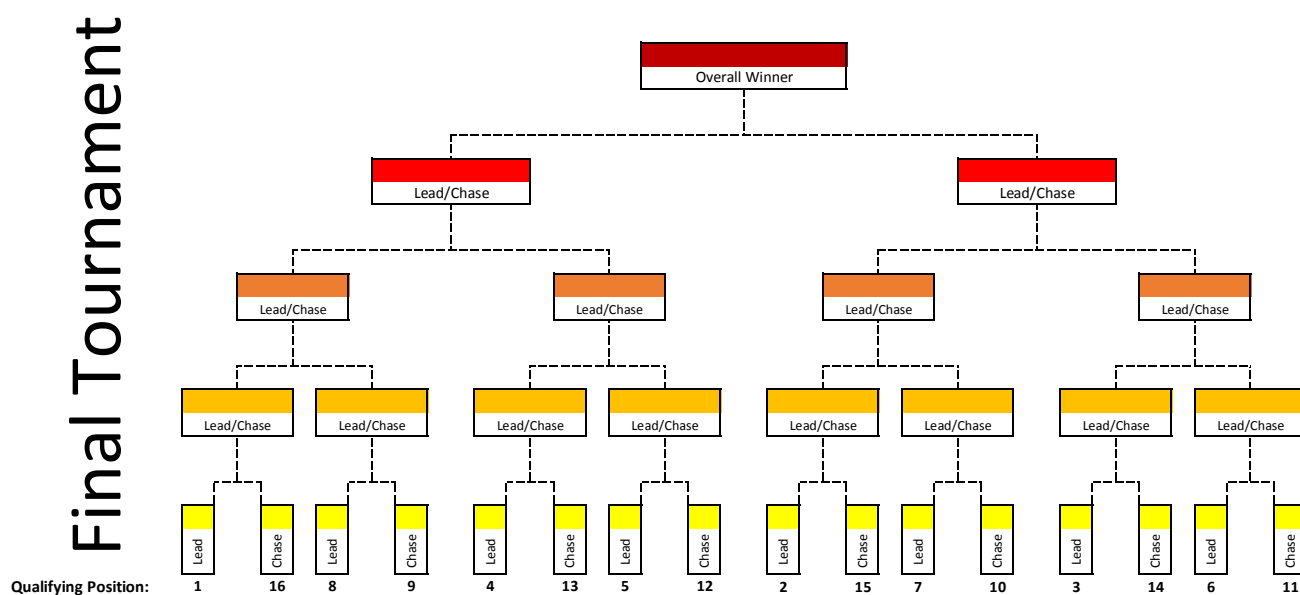 Final Tournament
Overall Winner
Lead/Chase Lead/Chase
Lead/Chase Lead/Chase Lead/Chase Lead/Chase
Lead/Chase Lead/Chase Lead/Chase Lead/Chase Lead/Chase Lead/Chase Lead/Chase Lead/Chase
Lead Chase Lead Chase Lead Chase Lead Chase Lead Chase Lead Chase Lead Chase Lead Chase
Qualifying Position: 1 16 8 9 4 13 5 12 2 15 7 10 3 14 6 11